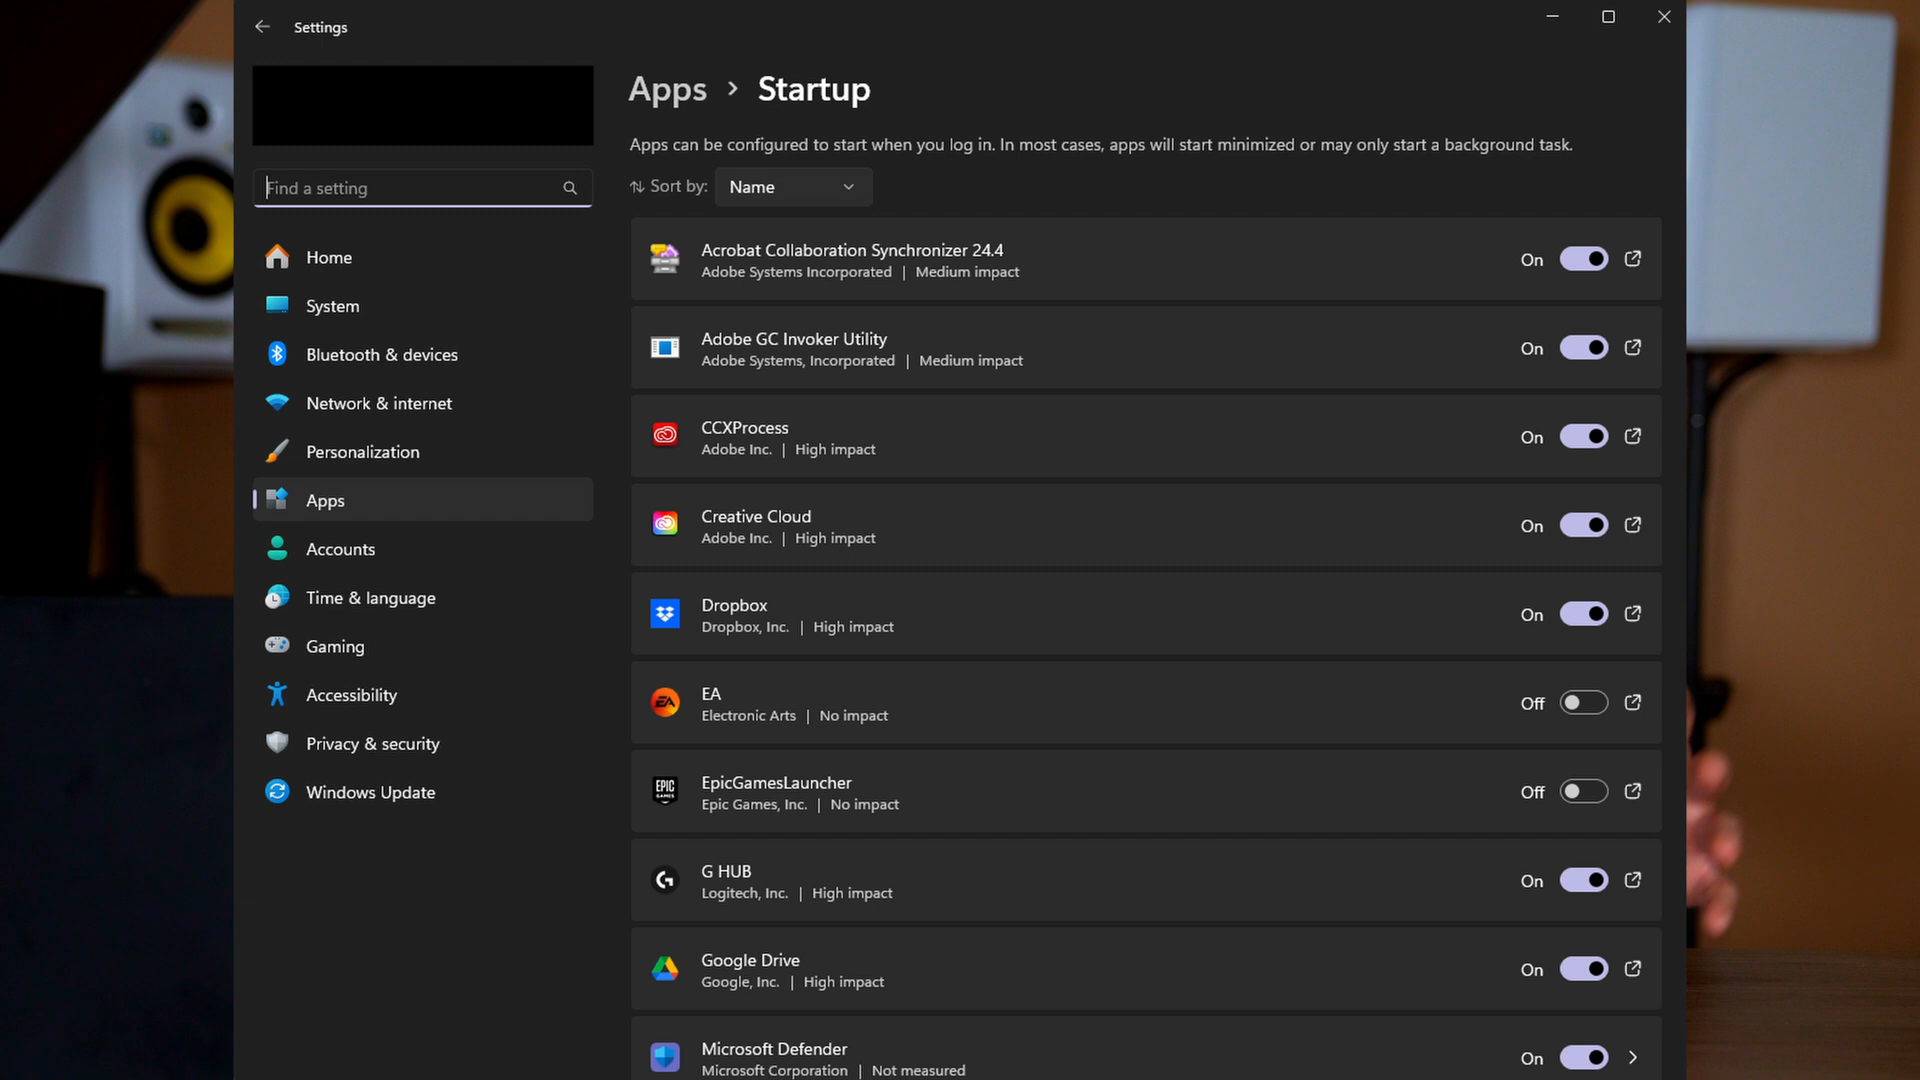 Settings
Apps > Startup
Apps can be configured to start when you log in. In most cases, apps will start minimized or may only start a background task.
Find a setting
Sort by: Name
Home
System
Bluetooth & devices
Network & internet
Personalization
Apps
Accounts
Time & language
Gaming
Accessibility
Privacy & security
Windows Update
Acrobat Collaboration Synchronizer 24.4
Adobe Systems Incorporated | Medium impact
On
Adobe GC Invoker Utility
Adobe Systems, Incorporated | Medium impact
On
CCXProcess
Adobe Inc. | High impact
On
Creative Cloud
Adobe Inc. | High impact
On
Dropbox
Dropbox, Inc. | High impact
On
EA
EA
Electronic Arts | No impact
Off
EPIC
GAMES
EpicGamesLauncher
Epic Games, Inc. | No impact
Off
G HUB
Logitech, Inc. | High impact
On
Google Drive
Google, Inc. | High impact
On
Microsoft Defender
Microsoft Corporation | Not measured
On